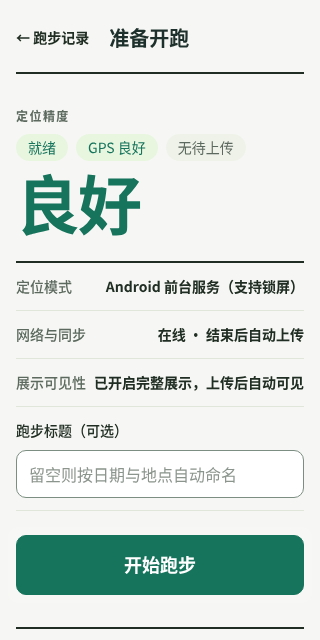 ← 跑步记录 准备开跑
定位精度
就绪 GPS 良好 无待上传
良好
定位模式 Android 前台服务（支持锁屏）
网络与同步 在线 · 结束后自动上传
展示可见性 已开启完整展示，上传后自动可见
跑步标题（可选）
留空则按日期与地点自动命名
开始跑步